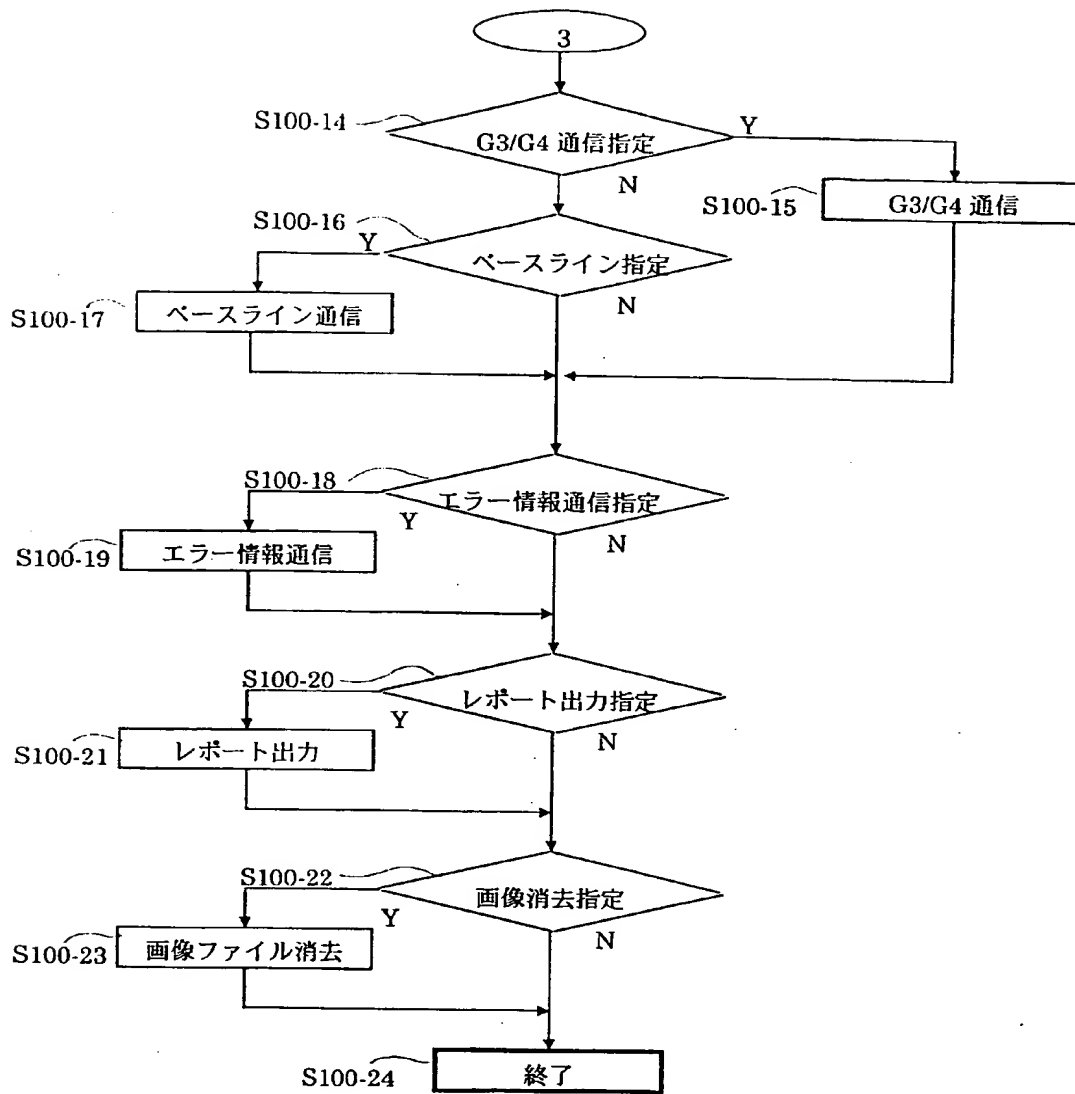 3
S100-14
G3/G4 通信指定
Y
N
S100-15
G3/G4 通信
S100-16
Y
ベースライン指定
N
S100-17
ベースライン通信
S100-18
エラー情報通信指定
Y
N
S100-19
エラー情報通信
S100-20
レポート出力指定
Y
N
S100-21
レポート出力
S100-22
画像消去指定
Y
N
S100-23
画像ファイル消去
S100-24
終了